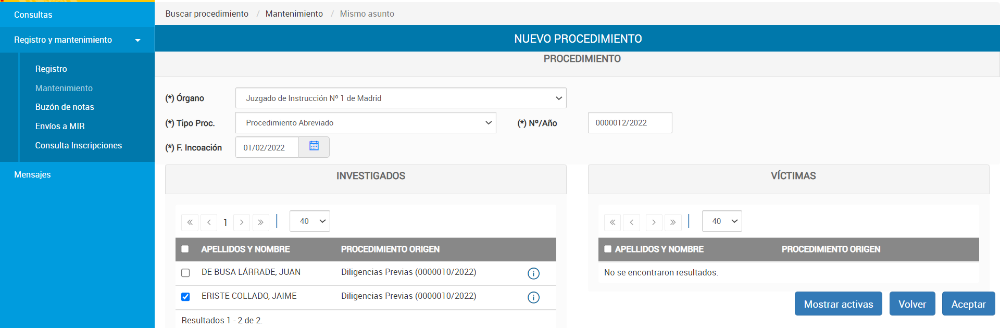 Consultas
Registro y mantenimiento
Registro
Mantenimiento
Buzón de notas
Envíos a MIR
Consulta Inscripciones
Mensajes
Buscar procedimiento / Mantenimiento / Mismo asunto
NUEVO PROCEDIMIENTO
PROCEDIMIENTO
(*) Órgano Juzgado de Instrucción Nº 1 de Madrid
(*) Tipo Proc. Procedimiento Abreviado (*) Nº/Año 0000012/2022
(*) F. Incoación 01/02/2022
INVESTIGADOS
« ‹ 1 › » 40
APELLIDOS Y NOMBRE PROCEDIMIENTO ORIGEN
DE BUSA LÁRRADE, JUAN Diligencias Previas (0000010/2022)
ERISTE COLLADO, JAIME Diligencias Previas (0000010/2022)
Resultados 1 - 2 de 2.
VÍCTIMAS
« ‹ › » 40
APELLIDOS Y NOMBRE PROCEDIMIENTO ORIGEN
No se encontraron resultados.
Mostrar activas Volver Aceptar